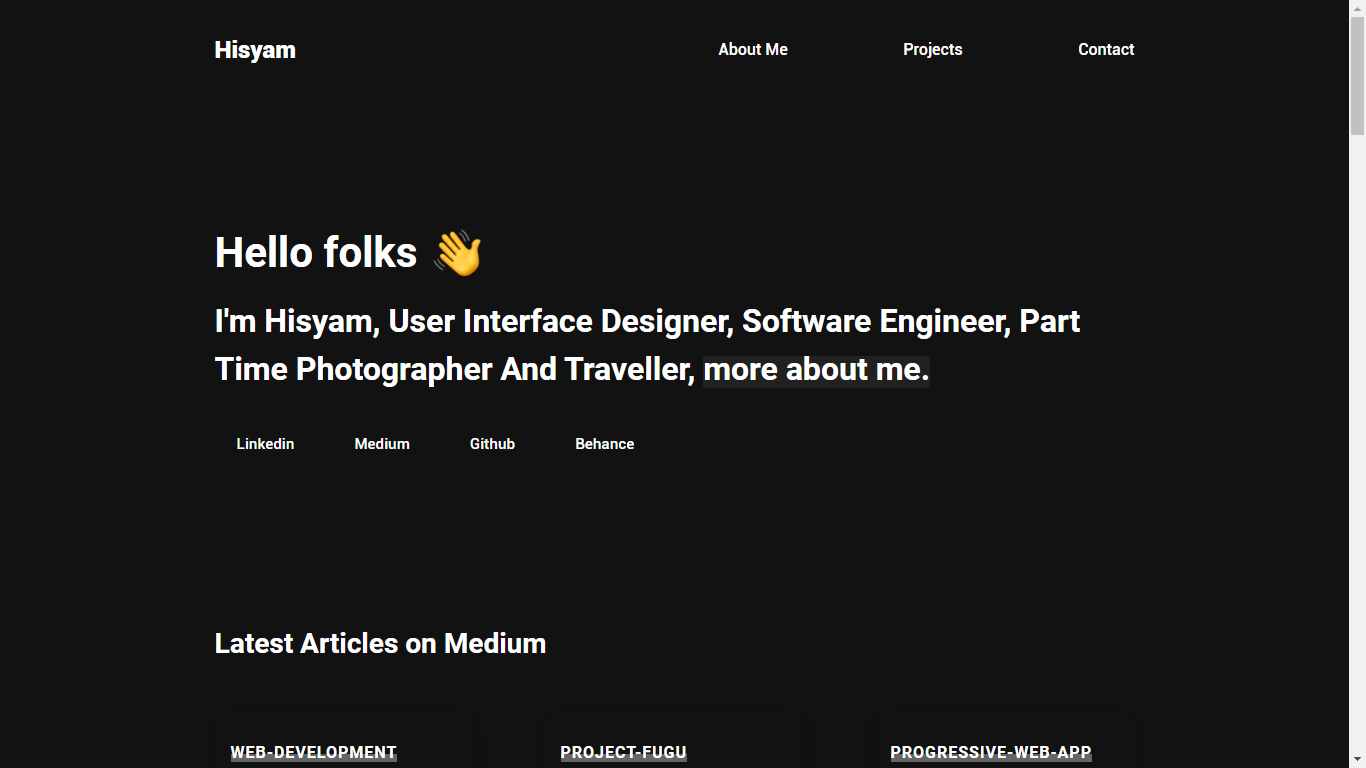 Hisyam
About Me
Projects
Contact
Hello folks 👋
I'm Hisyam, User Interface Designer, Software Engineer, Part
Time Photographer And Traveller, more about me.
Linkedin
Medium
Github
Behance
Latest Articles on Medium
WEB-DEVELOPMENT
PROJECT-FUGU
PROGRESSIVE-WEB-APP